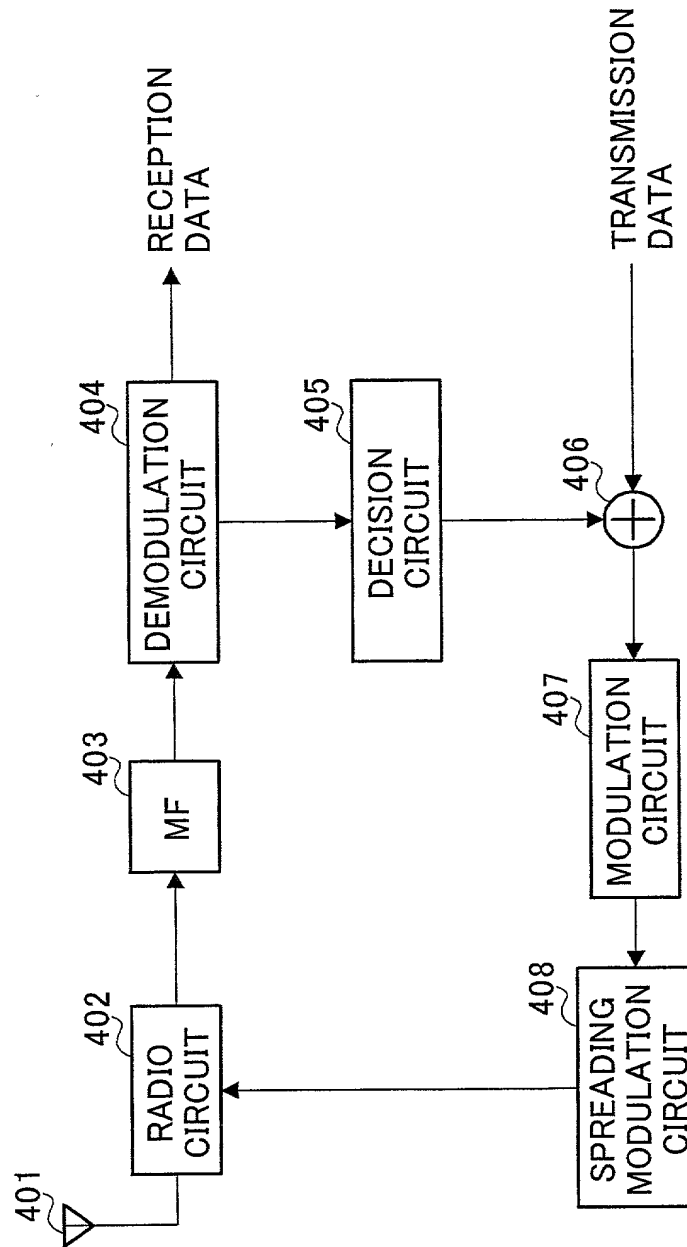 401
402
RADIO
CIRCUIT
403
MF
404
DEMODULATION
CIRCUIT
RECEPTION
DATA
405
DECISION
CIRCUIT
406
TRANSMISSION
DATA
407
MODULATION
CIRCUIT
408
SPREADING
MODULATION
CIRCUIT